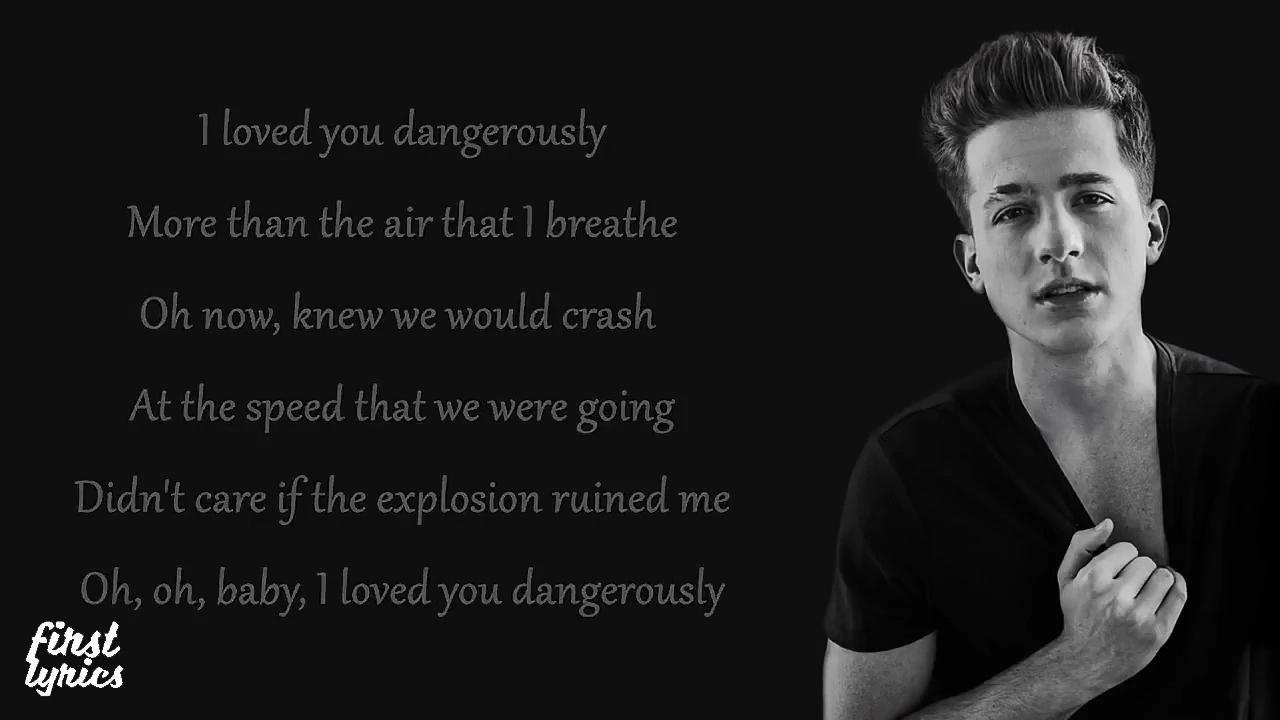 I loved you dangerously
More than the air that I breathe
Oh now, knew we would crash
At the speed that we were going
Didn't care if the explosion ruined me
Oh, oh, baby, I loved you dangerously
first
lyrics